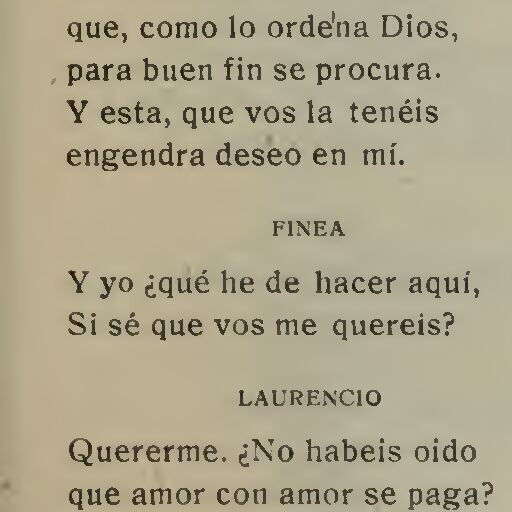 que, como lo ordena Dios,
para buen fin se procura.
Y esta, que vos la tenéis
engendra deseo en mí.
FINEA
Y yo ¿qué he de hacer aquí,
Si sé que vos me quereis?
LAURENCIO
Quererme. ¿No habeis oido
que amor con amor se paga?